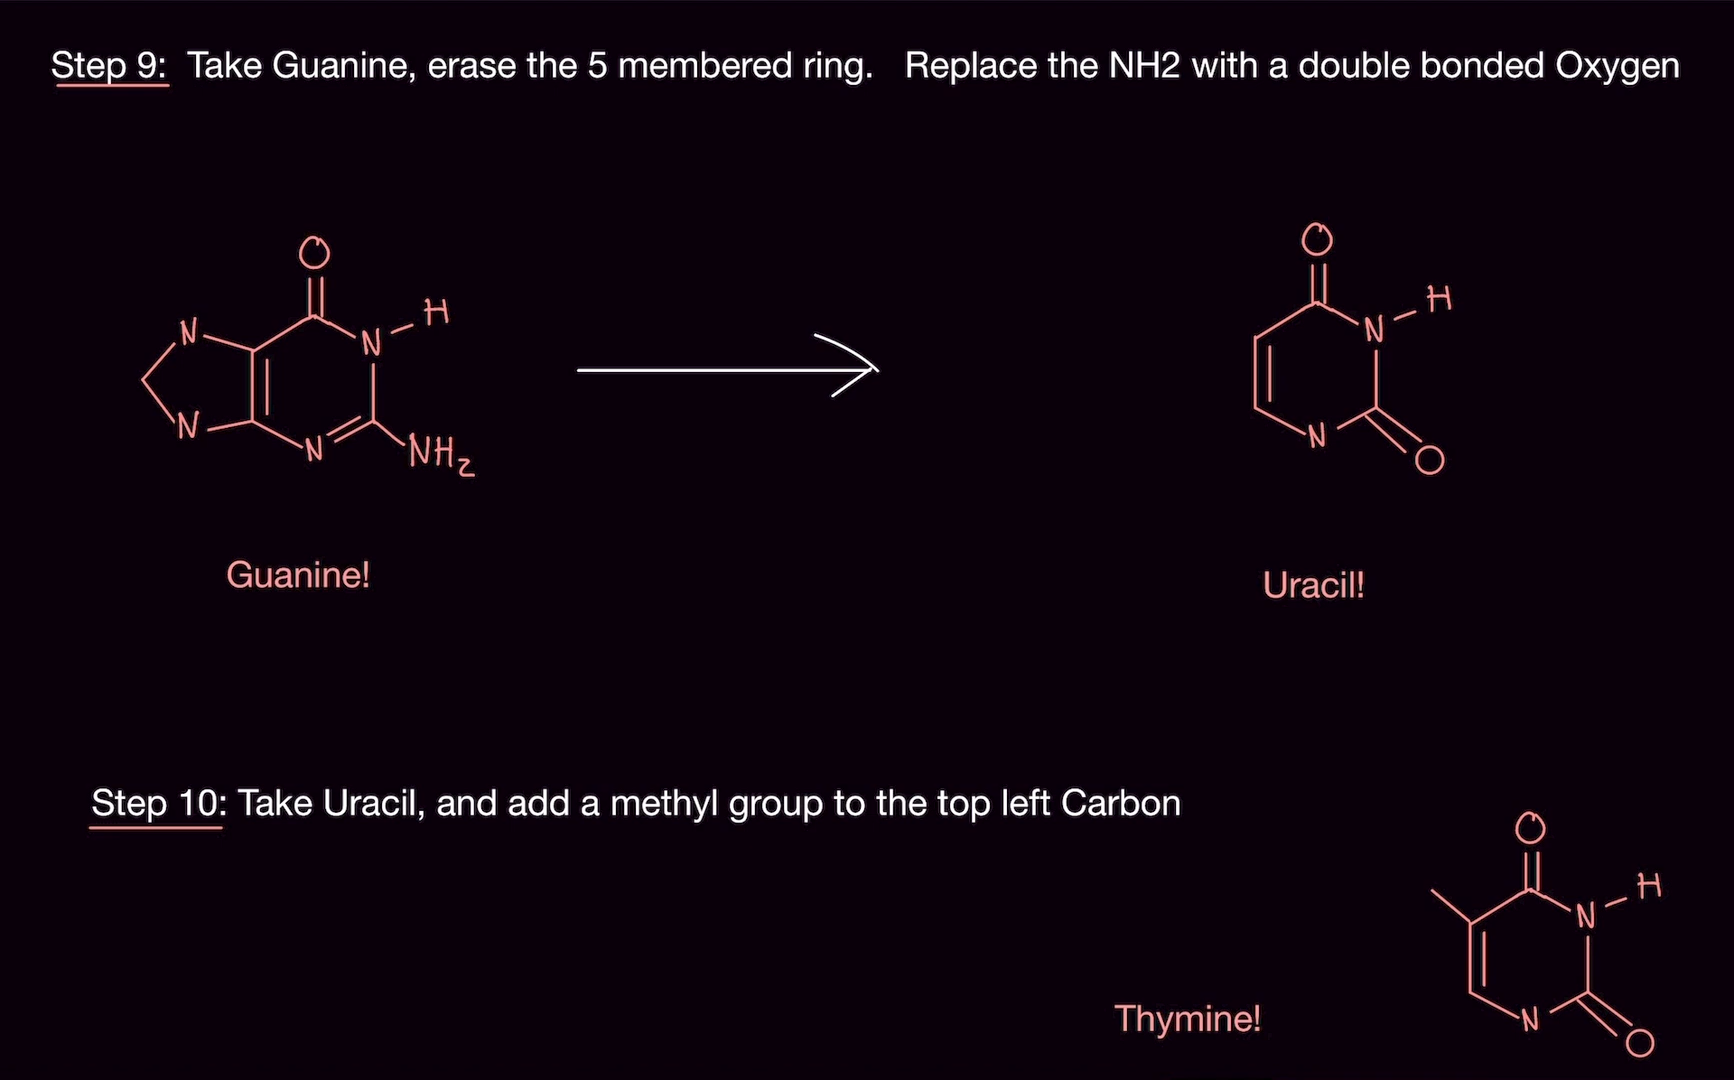 Step 9: Take Guanine, erase the 5 membered ring. Replace the NH2 with a double bonded Oxygen
O
H
N
N
N
N
NH2
Guanine!
O
H
N
N
O
Uracil!
Step 10: Take Uracil, and add a methyl group to the top left Carbon
O
H
N
N
O
Thymine!